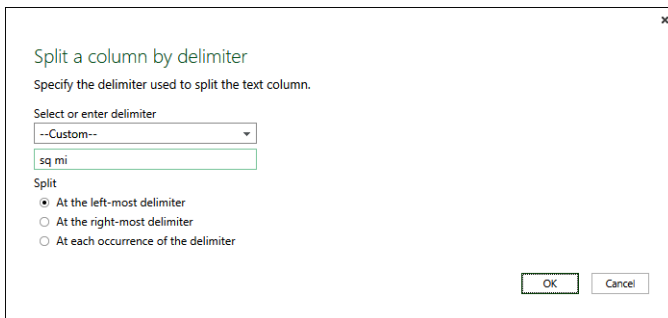 Split a column by delimiter
Specify the delimiter used to split the text column.
Select or enter delimiter
--Custom--
sq mi
Split
At the left-most delimiter
At the right-most delimiter
At each occurrence of the delimiter
OK
Cancel